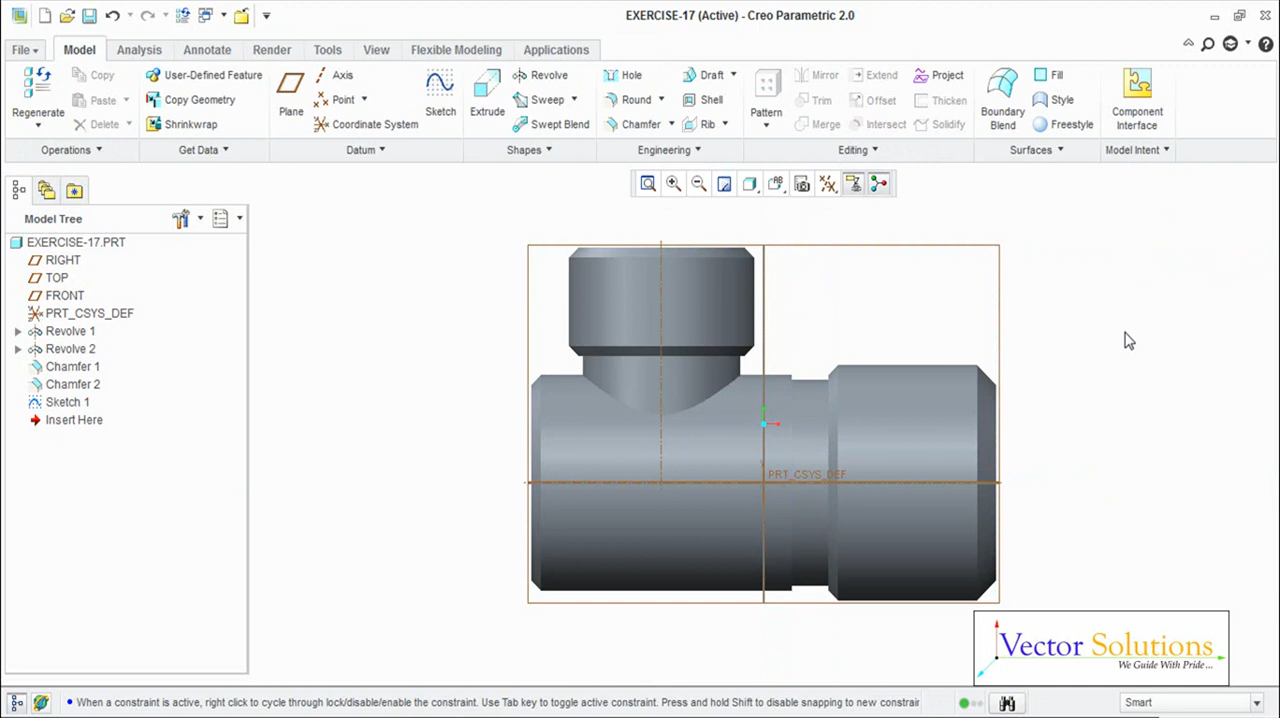 EXERCISE-17 (Active) - Creo Parametric 2.0
File Model Analysis Annotate Render Tools View Flexible Modeling Applications
Regenerate
Copy
Paste
Delete
Operations
User-Defined Feature
Copy Geometry
Shrinkwrap
Get Data
Plane
Axis
Point
Coordinate System
Sketch
Datum
Extrude
Revolve
Sweep
Swept Blend
Shapes
Hole
Round
Chamfer
Draft
Shell
Rib
Engineering
Pattern
Mirror
Trim
Merge
Extend
Offset
Intersect
Project
Thicken
Solidify
Editing
Boundary
Blend
Fill
Style
Freestyle
Surfaces
Component
Interface
Model Intent
Model Tree
EXERCISE-17.PRT
RIGHT
TOP
FRONT
PRT_CSYS_DEF
Revolve 1
Revolve 2
Chamfer 1
Chamfer 2
Sketch 1
Insert Here
PRT_CSYS_DEF
Vector Solutions
We Guide With Pride...
When a constraint is active, right click to cycle through lock/disable/enable the constraint. Use Tab key to toggle active constraint. Press and hold Shift to disable snapping to new constrair
Smart